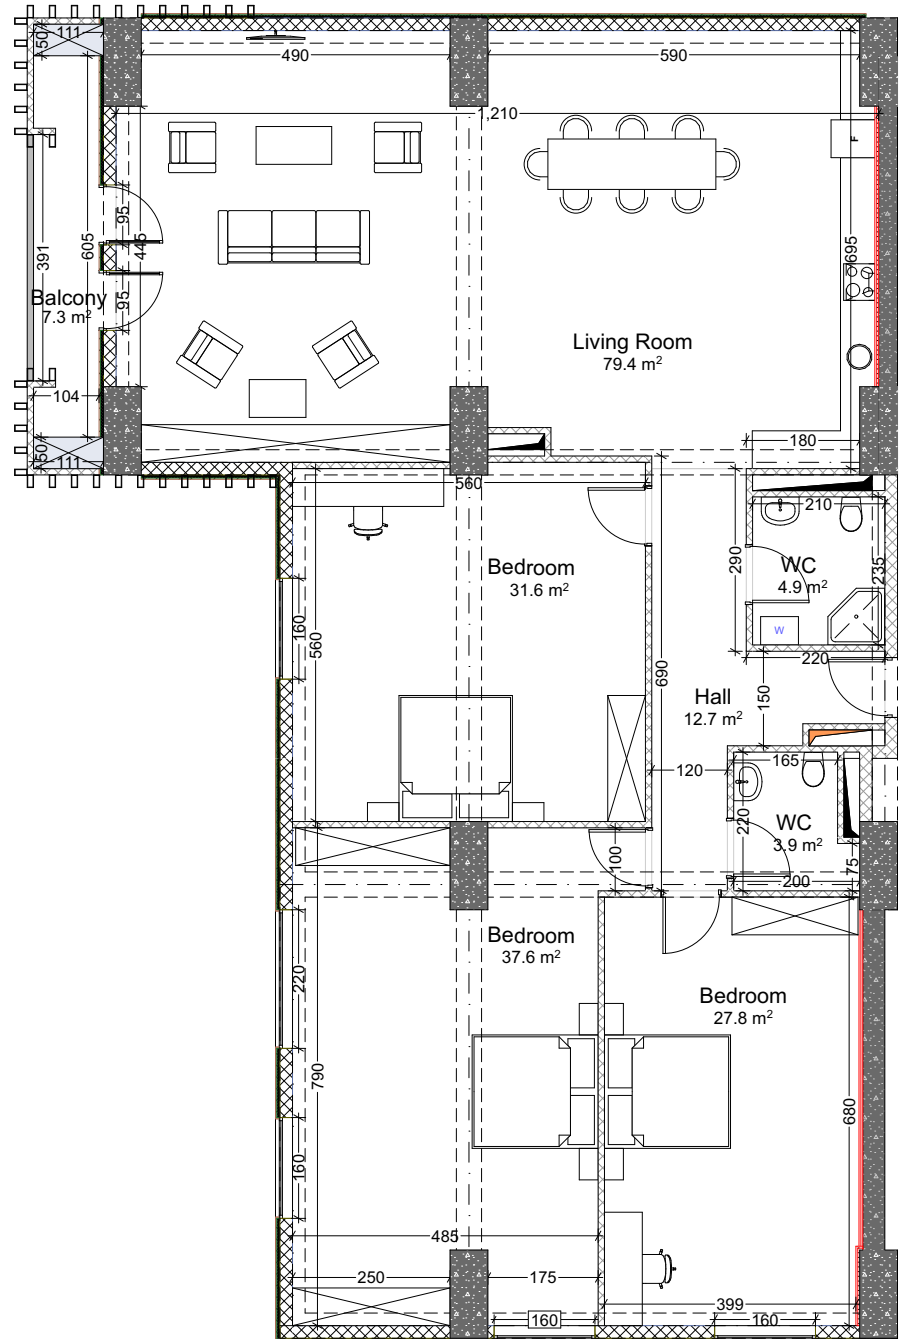 50
111
490
590
1,210
F
95
445
391
605
695
95
Balcony
7.3 m²
Living Room
79.4 m²
104
50
111
180
560
210
Bedroom
31.6 m²
290
WC
4.9 m²
235
160
560
W
690
220
Hall
12.7 m²
150
120
165
220
WC
3.9 m²
100
75
200
Bedroom
37.6 m²
220
Bedroom
27.8 m²
790
680
160
485
250
175
399
160
160